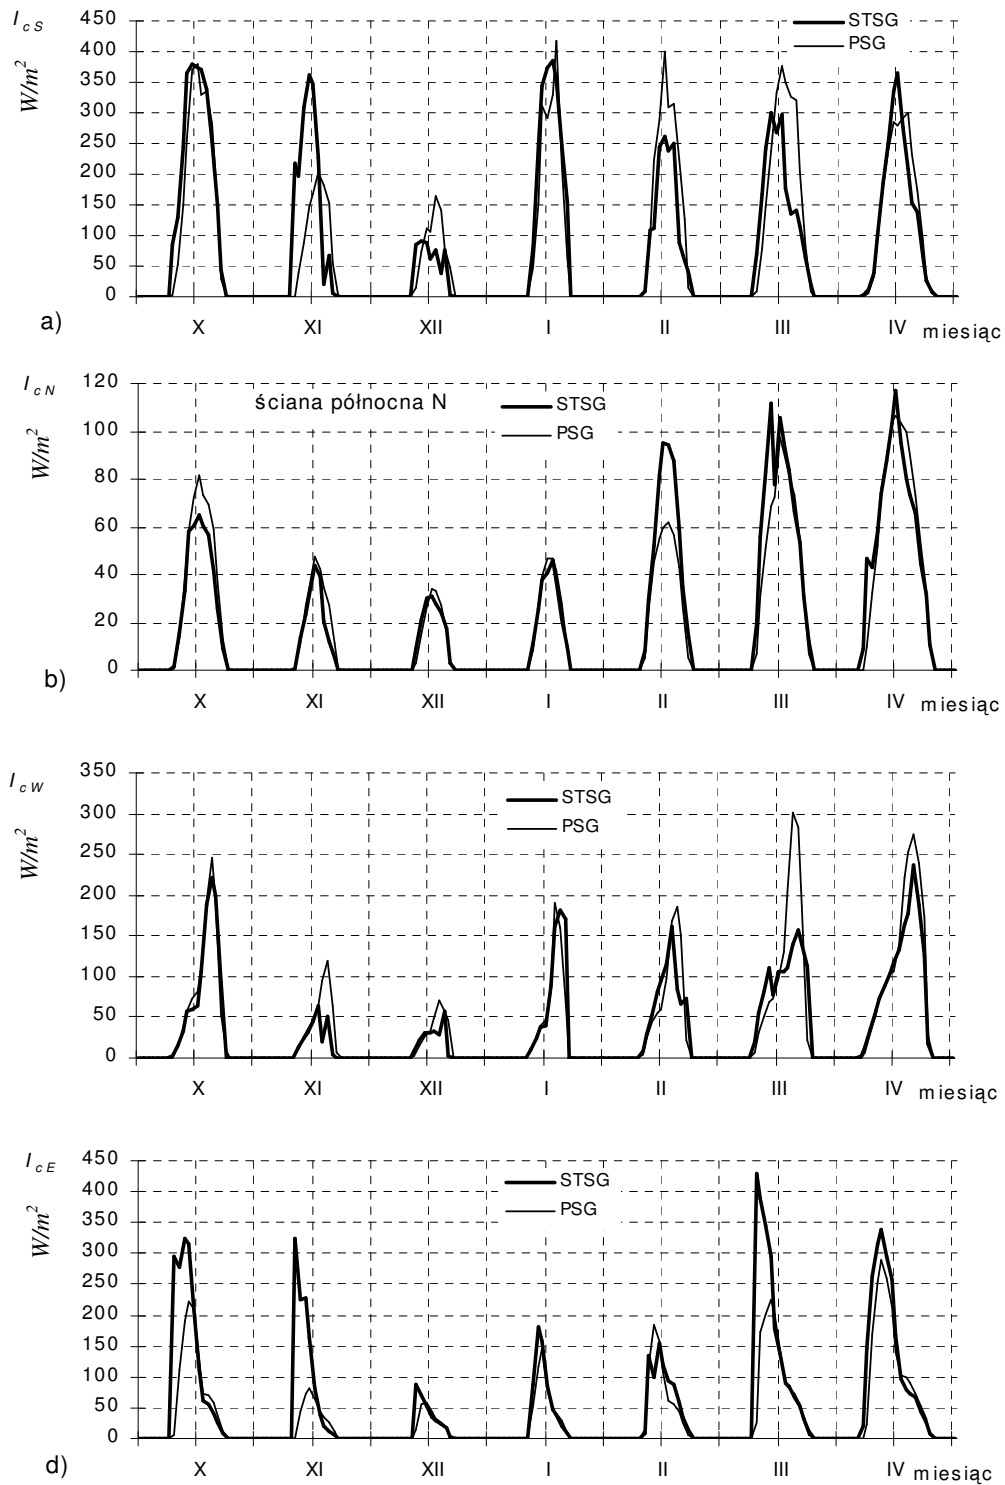 I c S
W/m²
450
400
350
300
250
200
150
100
50
0
STSG
PSG
a)
X XI XII I II III IV miesiąc
I c N
W/m²
120
100
80
60
40
20
0
ściana północna N
STSG
PSG
b)
X XI XII I II III IV miesiąc
I c W
W/m²
350
300
250
200
150
100
50
0
STSG
PSG
X XI XII I II III IV miesiąc
I c E
W/m²
450
400
350
300
250
200
150
100
50
0
STSG
PSG
d)
X XI XII I II III IV miesiąc